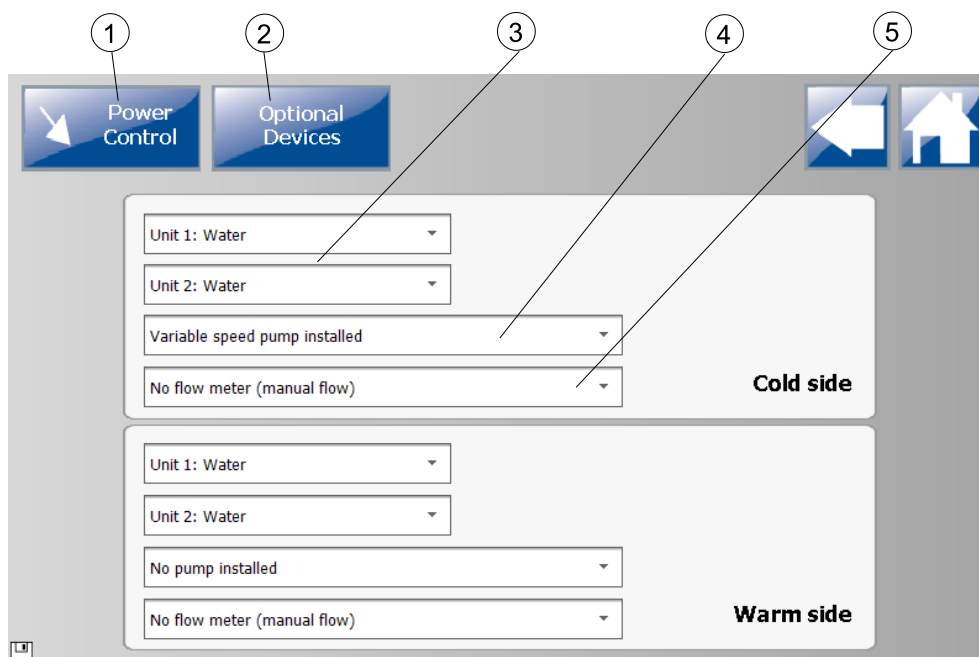 1 2 3 4 5
Power
Control
Optional
Devices
Unit 1: Water
Unit 2: Water
Variable speed pump installed
No flow meter (manual flow)
Cold side
Unit 1: Water
Unit 2: Water
No pump installed
No flow meter (manual flow)
Warm side